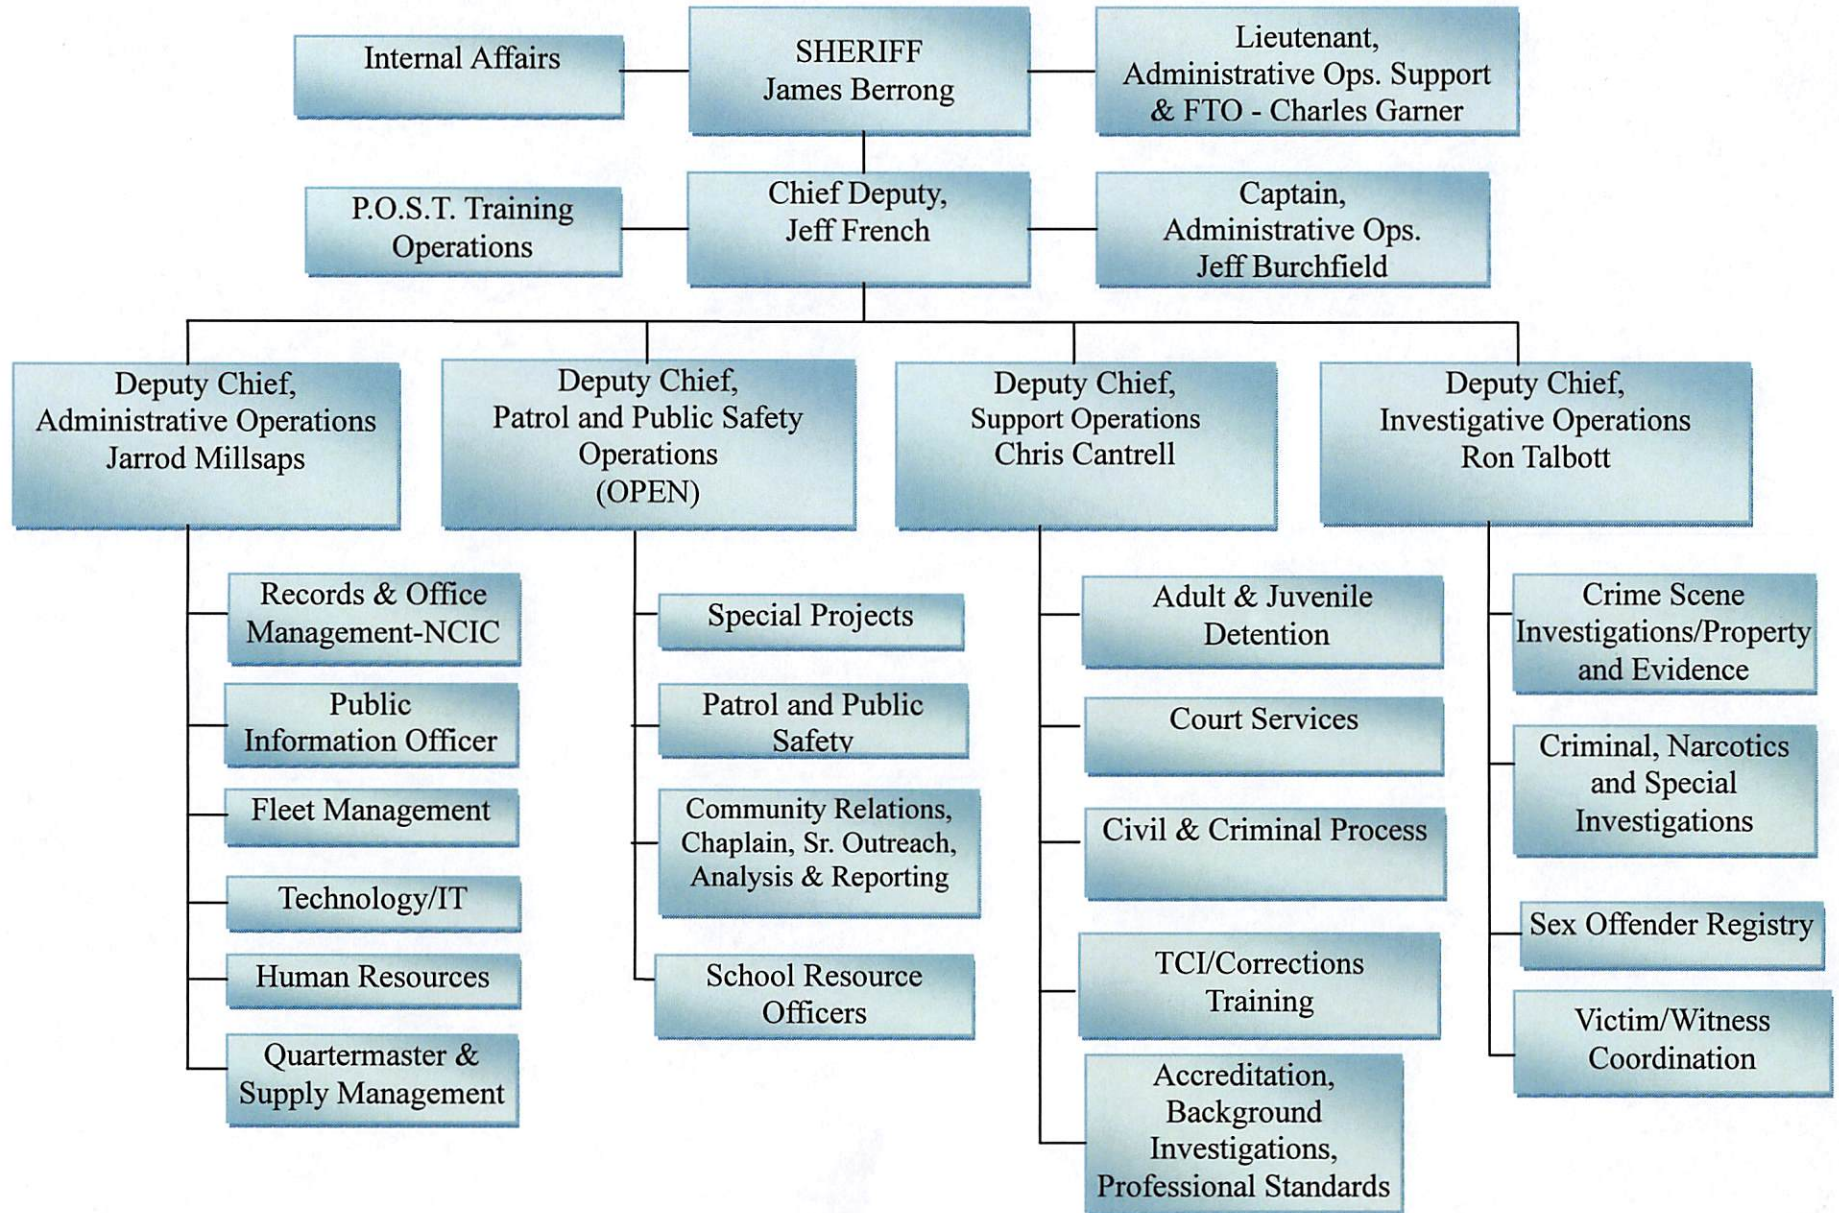 Internal Affairs
SHERIFF
James Berrong
Lieutenant,
Administrative Ops. Support
& FTO - Charles Garner
P.O.S.T. Training
Operations
Chief Deputy,
Jeff French
Captain,
Administrative Ops.
Jeff Burchfield
Deputy Chief,
Administrative Operations
Jarrod Millsaps
Deputy Chief,
Patrol and Public Safety
Operations
(OPEN)
Deputy Chief,
Support Operations
Chris Cantrell
Deputy Chief,
Investigative Operations
Ron Talbott
Records & Office
Management-NCIC
Public
Information Officer
Fleet Management
Technology/IT
Human Resources
Quartermaster &
Supply Management
Special Projects
Patrol and Public
Safety
Community Relations,
Chaplain, Sr. Outreach,
Analysis & Reporting
School Resource
Officers
Adult & Juvenile
Detention
Court Services
Civil & Criminal Process
TCI/Corrections
Training
Accreditation,
Background
Investigations,
Professional Standards
Crime Scene
Investigations/Property
and Evidence
Criminal, Narcotics
and Special
Investigations
Sex Offender Registry
Victim/Witness
Coordination